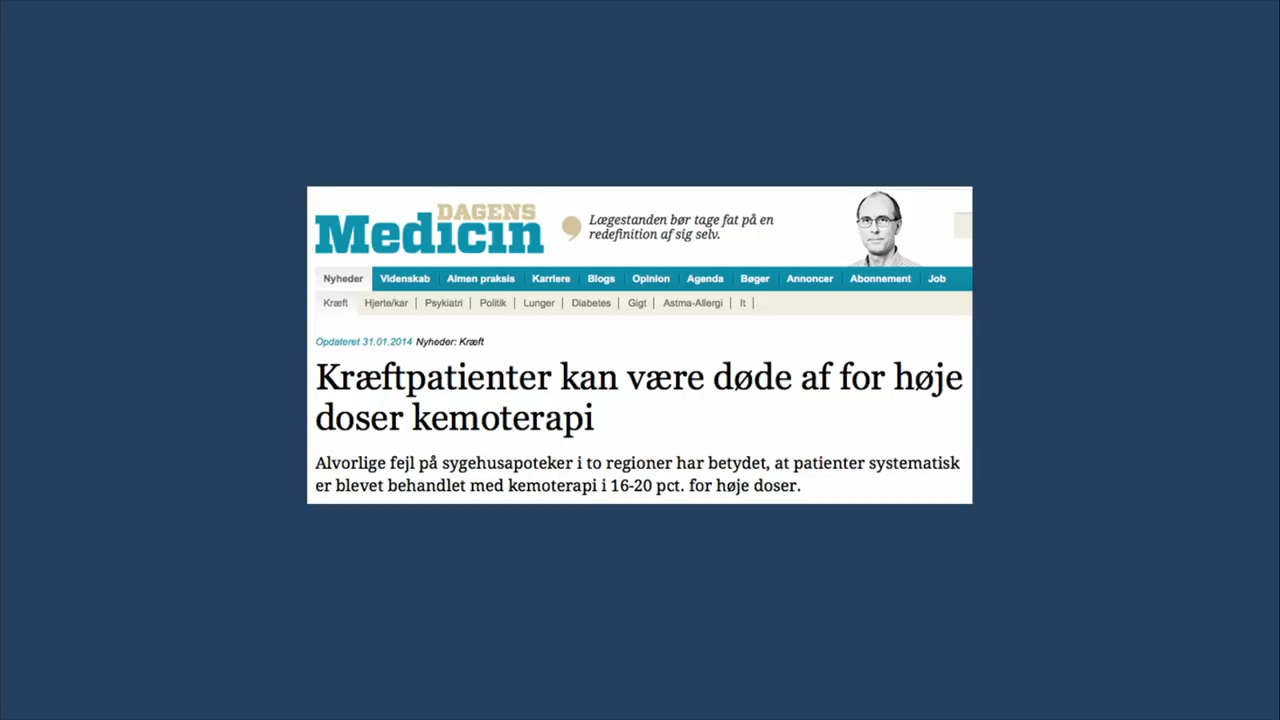 DAGENS
Medicin
Lægestanden bør tage fat på en
redefinition af sig selv.
Nyheder Videnskab Almen praksis Karriere Blogs Opinion Agenda Bøger Annoncer Abonnement Job
Kræft Hjerte/kar | Psykiatri | Politik | Lunger | Diabetes | Gigt | Astma-Allergi | It |
Opdateret 31.01.2014 Nyheder: Kræft
Kræftpatienter kan være døde af for høje
doser kemoterapi
Alvorlige fejl på sygehusapoteker i to regioner har betydet, at patienter systematisk
er blevet behandlet med kemoterapi i 16-20 pct. for høje doser.